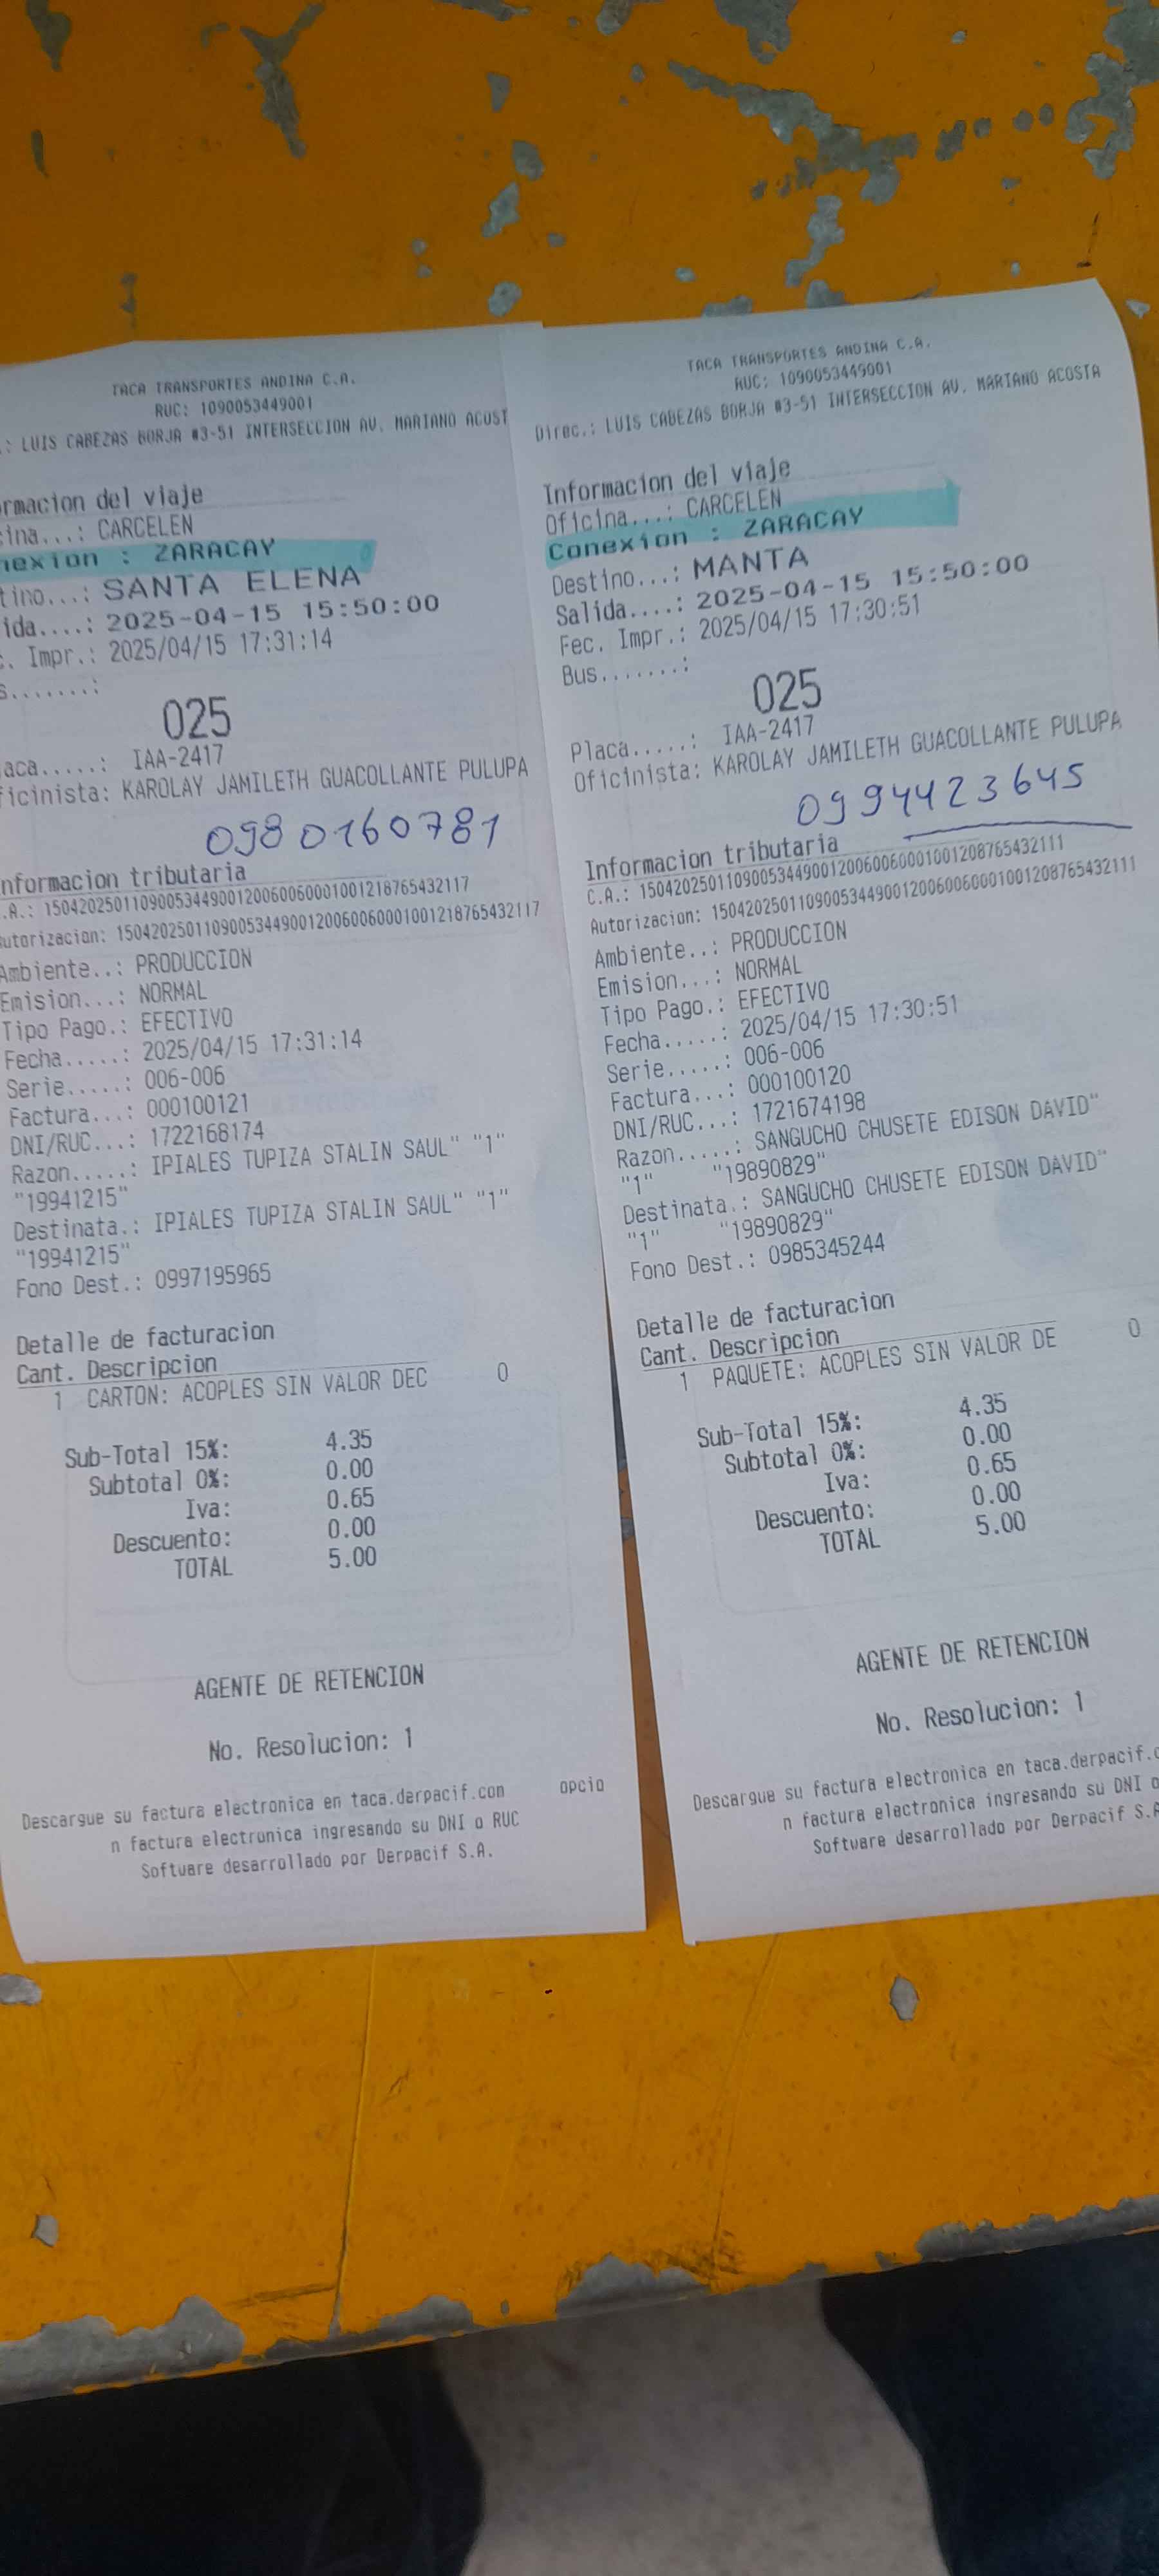 TACA TRANSPORTES ANDINA C.A.
RUC: 1090053449001
.: LUIS CABEZAS BORJA #3-51 INTERSECCION AV. MARIANO ACOST
ormacion del viaje
cina...: CARCELEN
nexion : ZARACAY
tino...: SANTA ELENA
ida....: 2025-04-15 15:50:00
c. Impr.: 2025/04/15 17:31:14
s.......:
025
aca.....: IAA-2417
ficinista: KAROLAY JAMILETH GUACOLLANTE PULUPA
0980160781
nformacion tributaria
.A.: 1504202501109005344900120060060001001218765432117
utorizacion: 1504202501109005344900120060060001001218765432117
Ambiente..: PRODUCCION
Emision...: NORMAL
Tipo Pago.: EFECTIVO
Fecha.....: 2025/04/15 17:31:14
Serie.....: 006-006
Factura...: 000100121
DNI/RUC...: 1722168174
Razon.....: IPIALES TUPIZA STALIN SAUL" "1"
"19941215"
Destinata.: IPIALES TUPIZA STALIN SAUL" "1"
"19941215"
Fono Dest.: 0997195965
Detalle de facturacion
Cant. Descripcion
1 CARTON: ACOPLES SIN VALOR DEC 0
Sub-Total 15%: 4.35
Subtotal 0%: 0.00
Iva: 0.65
Descuento: 0.00
TOTAL 5.00
AGENTE DE RETENCION
No. Resolucion: 1
Descargue su factura electronica en taca.derpacif.com opcio
n factura electronica ingresando su DNI o RUC
Software desarrollado por Derpacif S.A.
TACA TRANSPORTES ANDINA C.A.
RUC: 1090053449001
Direc.: LUIS CABEZAS BORJA #3-51 INTERSECCION AV. MARIANO ACOSTA
Informacion del viaje
Oficina...: CARCELEN
Conexion : ZARACAY
Destino...: MANTA
Salida....: 2025-04-15 15:50:00
Fec. Impr.: 2025/04/15 17:30:51
Bus.......:
025
Placa.....: IAA-2417
Oficinista: KAROLAY JAMILETH GUACOLLANTE PULUPA
0994423645
Informacion tributaria
C.A.: 1504202501109005344900120060060001001208765432111
Autorizacion: 1504202501109005344900120060060001001208765432111
Ambiente..: PRODUCCION
Emision...: NORMAL
Tipo Pago.: EFECTIVO
Fecha.....: 2025/04/15 17:30:51
Serie.....: 006-006
Factura...: 000100120
DNI/RUC...: 1721674198
Razon.....: SANGUCHO CHUSETE EDISON DAVID"
"1" "19890829"
Destinata.: SANGUCHO CHUSETE EDISON DAVID"
"1" "19890829"
Fono Dest.: 0985345244
Detalle de facturacion
Cant. Descripcion
1 PAQUETE: ACOPLES SIN VALOR DE 0
Sub-Total 15%: 4.35
Subtotal 0%: 0.00
Iva: 0.65
Descuento: 0.00
TOTAL 5.00
AGENTE DE RETENCION
No. Resolucion: 1
Descargue su factura electronica en taca.derpacif.c
n factura electronica ingresando su DNI o
Software desarrollado por Derpacif S.A